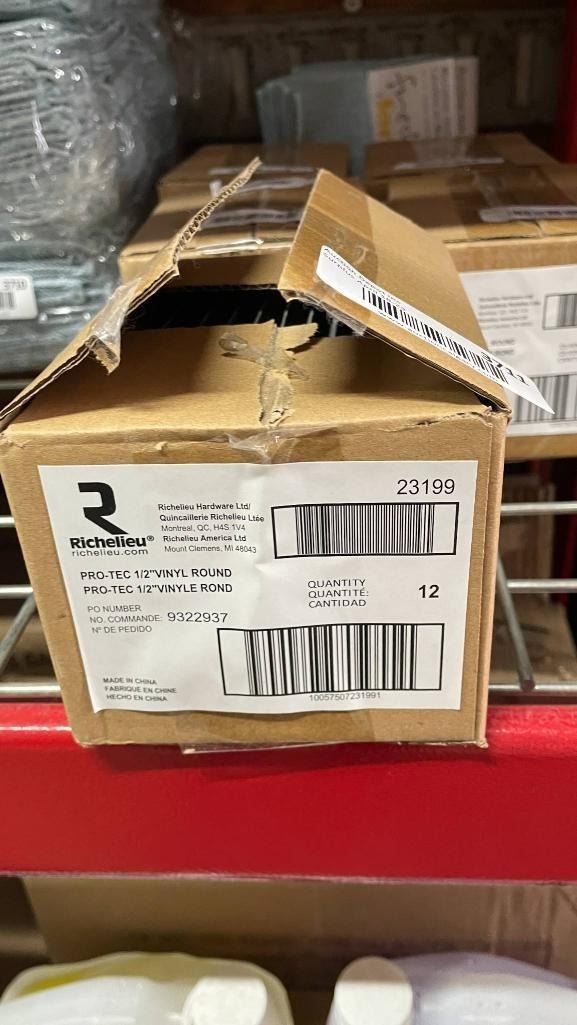 3711
R
Richelieu®
richelieu.com
Richelieu Hardware Ltd/
Quincaillerie Richelieu Ltée
Montreal, QC, H4S 1V4
Richelieu America Ltd
Mount Clemens, MI 48043
23199
PRO-TEC 1/2"VINYL ROUND
PRO-TEC 1/2"VINYLE ROND
QUANTITY
QUANTITÉ:
CANTIDAD
12
PO NUMBER
NO. COMMANDE: 9322937
N° DE PEDIDO
MADE IN CHINA
FABRIQUE EN CHINE
HECHO EN CHINA
10057507231991